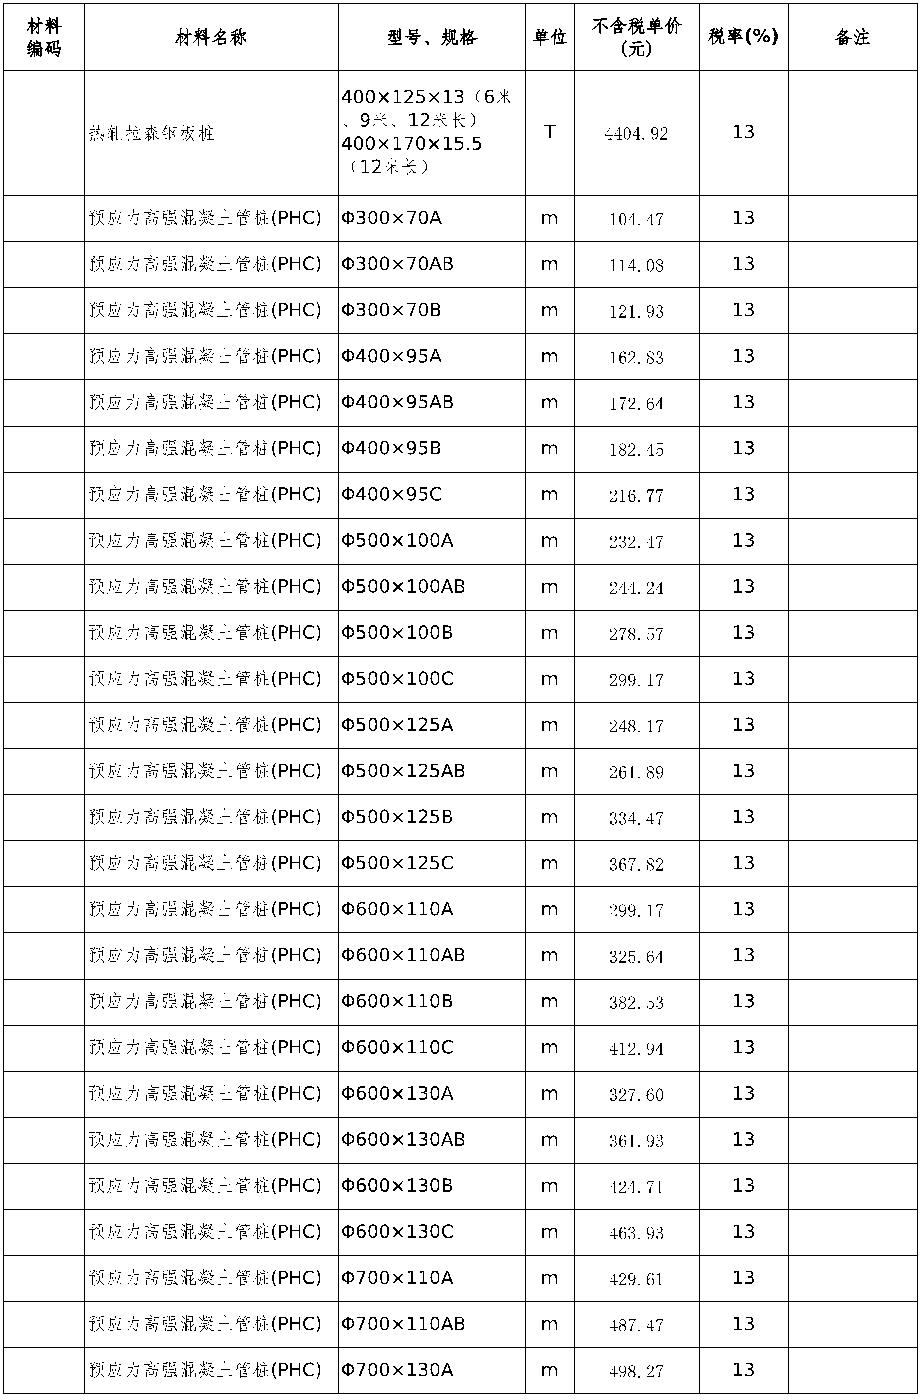 材料编码 材料名称 型号、规格 单位 不含税单价(元) 税率(%) 备注
热轧拉森钢板桩 400×125×13（6米、9米、12米长）400×170×15.5（12米长） T 4404.92 13
预应力高强混凝土管桩(PHC) Φ300×70A m 104.47 13
预应力高强混凝土管桩(PHC) Φ300×70AB m 114.08 13
预应力高强混凝土管桩(PHC) Φ300×70B m 121.93 13
预应力高强混凝土管桩(PHC) Φ400×95A m 162.83 13
预应力高强混凝土管桩(PHC) Φ400×95AB m 172.64 13
预应力高强混凝土管桩(PHC) Φ400×95B m 182.45 13
预应力高强混凝土管桩(PHC) Φ400×95C m 216.77 13
预应力高强混凝土管桩(PHC) Φ500×100A m 232.47 13
预应力高强混凝土管桩(PHC) Φ500×100AB m 244.24 13
预应力高强混凝土管桩(PHC) Φ500×100B m 278.57 13
预应力高强混凝土管桩(PHC) Φ500×100C m 299.17 13
预应力高强混凝土管桩(PHC) Φ500×125A m 248.17 13
预应力高强混凝土管桩(PHC) Φ500×125AB m 261.89 13
预应力高强混凝土管桩(PHC) Φ500×125B m 334.47 13
预应力高强混凝土管桩(PHC) Φ500×125C m 367.82 13
预应力高强混凝土管桩(PHC) Φ600×110A m 299.17 13
预应力高强混凝土管桩(PHC) Φ600×110AB m 325.64 13
预应力高强混凝土管桩(PHC) Φ600×110B m 382.53 13
预应力高强混凝土管桩(PHC) Φ600×110C m 412.94 13
预应力高强混凝土管桩(PHC) Φ600×130A m 327.60 13
预应力高强混凝土管桩(PHC) Φ600×130AB m 361.93 13
预应力高强混凝土管桩(PHC) Φ600×130B m 424.71 13
预应力高强混凝土管桩(PHC) Φ600×130C m 463.93 13
预应力高强混凝土管桩(PHC) Φ700×110A m 429.61 13
预应力高强混凝土管桩(PHC) Φ700×110AB m 487.47 13
预应力高强混凝土管桩(PHC) Φ700×130A m 498.27 13